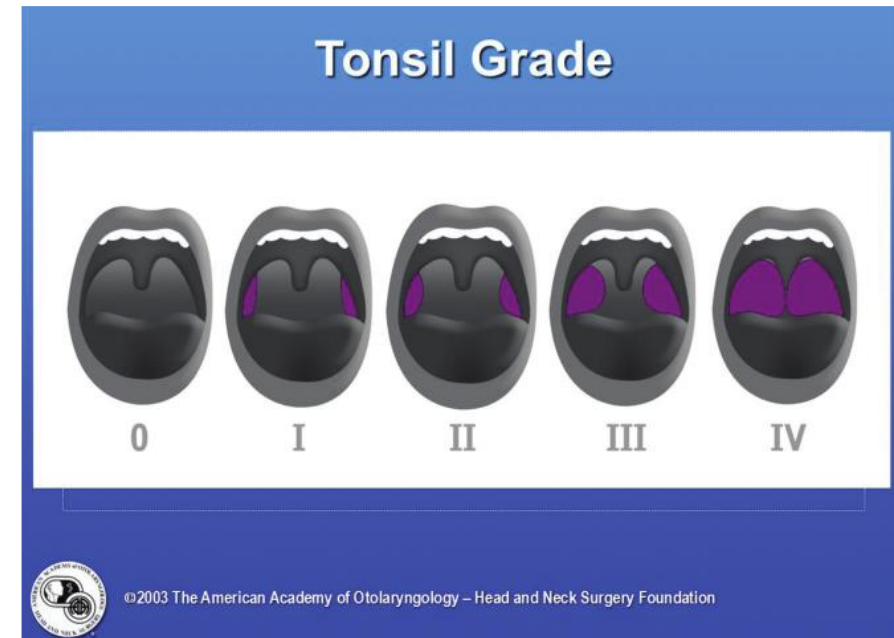 Tonsil Grade
0 I II III IV
©2003 The American Academy of Otolaryngology – Head and Neck Surgery Foundation